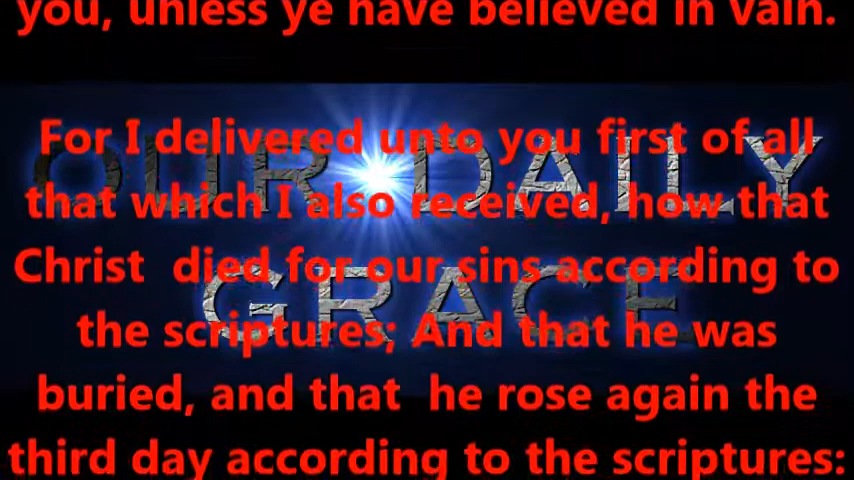 you, unless ye have believed in vain.
OUR DAILY
GRACE
For I delivered unto you first of all
that which I also received, how that
Christ died for our sins according to
the scriptures; And that he was
buried, and that he rose again the
third day according to the scriptures: